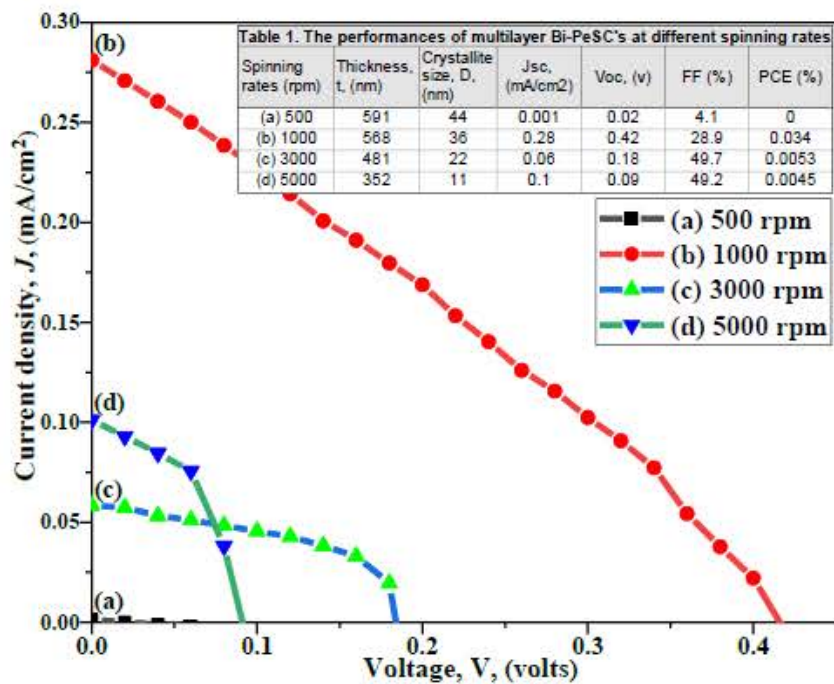 Table 1. The performances of multilayer Bi-PeSC's at different spinning rates
Spinning rates (rpm) Thickness, t, (nm) Crystallite size, D, (nm) Jsc, (mA/cm2) Voc, (v) FF (%) PCE (%)
(a) 500 591 44 0.001 0.02 4.1 0
(b) 1000 568 36 0.28 0.42 28.9 0.034
(c) 3000 481 22 0.06 0.18 49.7 0.0053
(d) 5000 352 11 0.1 0.09 49.2 0.0045
(a) 500 rpm
(b) 1000 rpm
(c) 3000 rpm
(d) 5000 rpm
(b)
(d)
(c)
(a)
0.30
0.25
0.20
0.15
0.10
0.05
0.00
Current density, J, (mA/cm²)
0.0 0.1 0.2 0.3 0.4
Voltage, V, (volts)